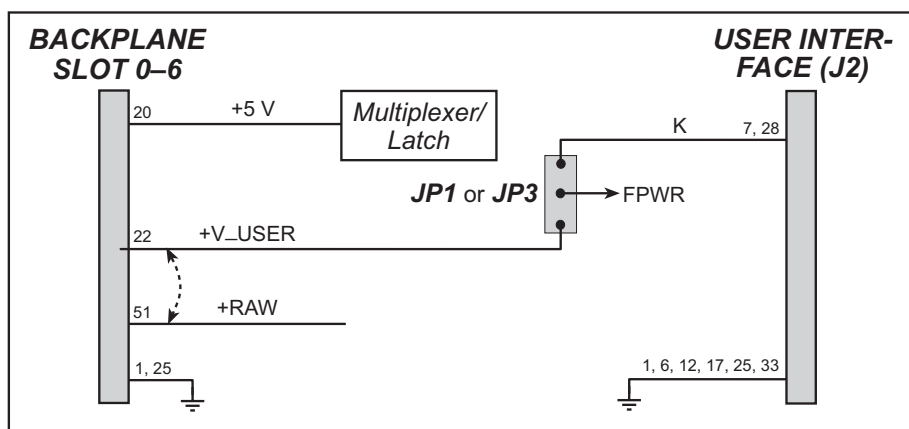 BACKPLANE
SLOT 0–6
USER INTER-
FACE (J2)
20
+5 V
Multiplexer/
Latch
K
7, 28
JP1 or JP3
FPWR
22
+V_USER
51
+RAW
1, 25
1, 6, 12, 17, 25, 33